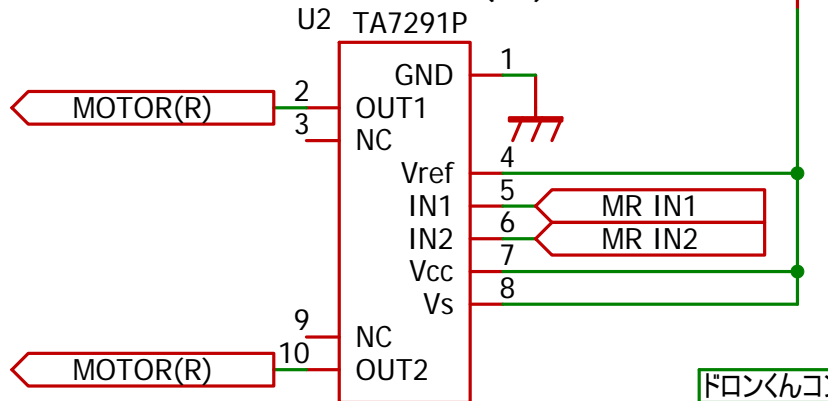 U2 TA7291P
GND 1
MOTOR(R) 2 OUT1
3 NC
Vref 4
IN1 5 MR IN1
IN2 6 MR IN2
Vcc 7
Vs 8
9 NC
MOTOR(R) 10 OUT2
ドロンくんコン